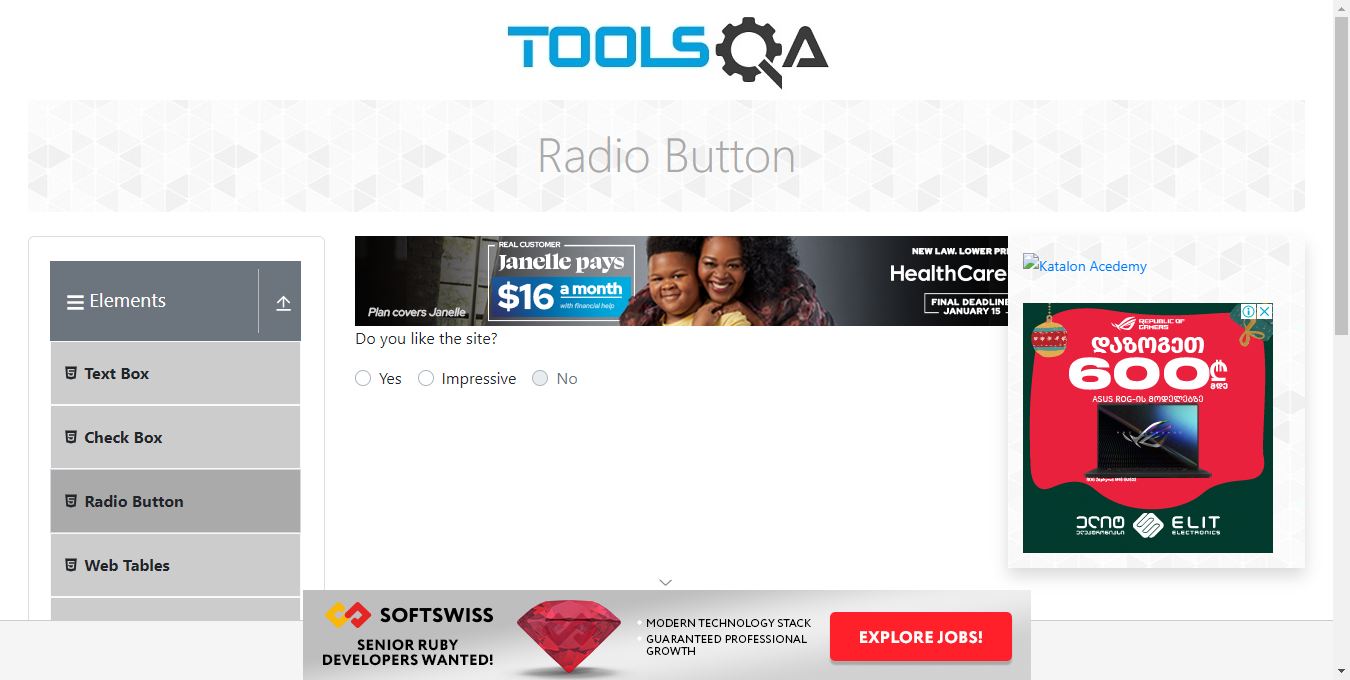 TOOLSQA
Radio Button
Elements
Text Box
Check Box
Radio Button
Web Tables
REAL CUSTOMER
Janelle pays
$16 a month
with financial help
Plan covers Janelle
NEW LAW. LOWER PR
HealthCare
FINAL DEADLINE
JANUARY 15
Do you like the site?
Yes
Impressive
No
Katalon Acedemy
REPUBLIC OF
GAMERS
დაზოგეთ
600₾
ASUS ROG-ის მოდელებზე
ელიტ
ელექტრონიქსი
ELIT
ELECTRONICS
SOFTSWISS
SENIOR RUBY
DEVELOPERS WANTED!
MODERN TECHNOLOGY STACK
GUARANTEED PROFESSIONAL
GROWTH
EXPLORE JOBS!